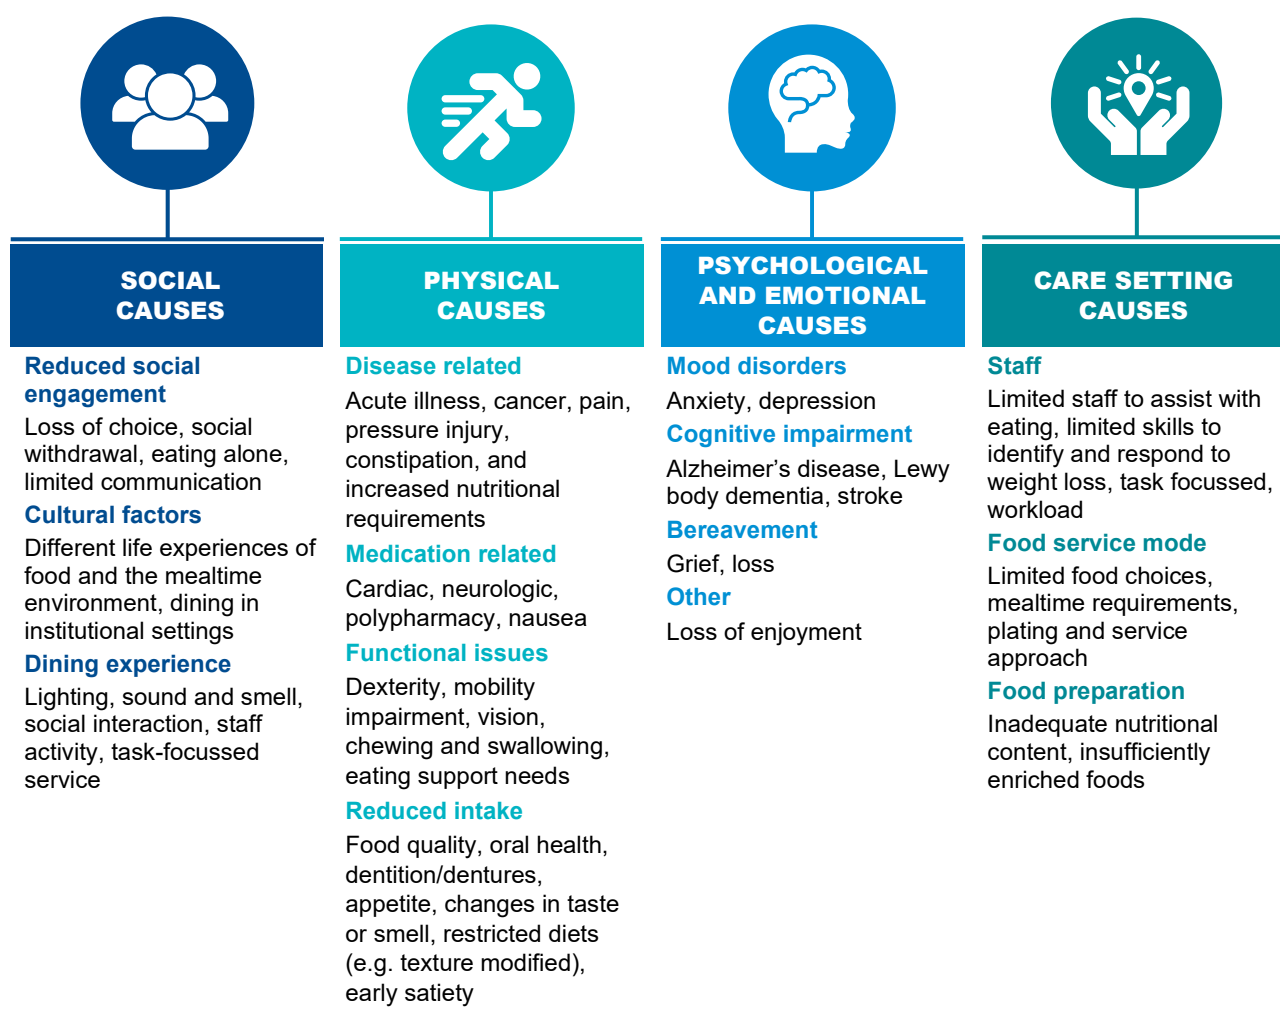 SOCIAL
CAUSES
Reduced social
engagement
Loss of choice, social
withdrawal, eating alone,
limited communication
Cultural factors
Different life experiences of
food and the mealtime
environment, dining in
institutional settings
Dining experience
Lighting, sound and smell,
social interaction, staff
activity, task-focussed
service
PHYSICAL
CAUSES
Disease related
Acute illness, cancer, pain,
pressure injury,
constipation, and
increased nutritional
requirements
Medication related
Cardiac, neurologic,
polypharmacy, nausea
Functional issues
Dexterity, mobility
impairment, vision,
chewing and swallowing,
eating support needs
Reduced intake
Food quality, oral health,
dentition/dentures,
appetite, changes in taste
or smell, restricted diets
(e.g. texture modified),
early satiety
PSYCHOLOGICAL
AND EMOTIONAL
CAUSES
Mood disorders
Anxiety, depression
Cognitive impairment
Alzheimer’s disease, Lewy
body dementia, stroke
Bereavement
Grief, loss
Other
Loss of enjoyment
CARE SETTING
CAUSES
Staff
Limited staff to assist with
eating, limited skills to
identify and respond to
weight loss, task focussed,
workload
Food service mode
Limited food choices,
mealtime requirements,
plating and service
approach
Food preparation
Inadequate nutritional
content, insufficiently
enriched foods